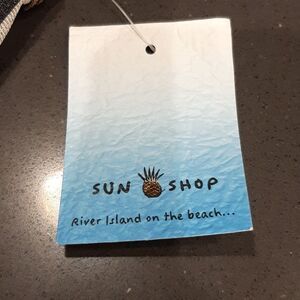 SUN SHOP
River Island on the beach...